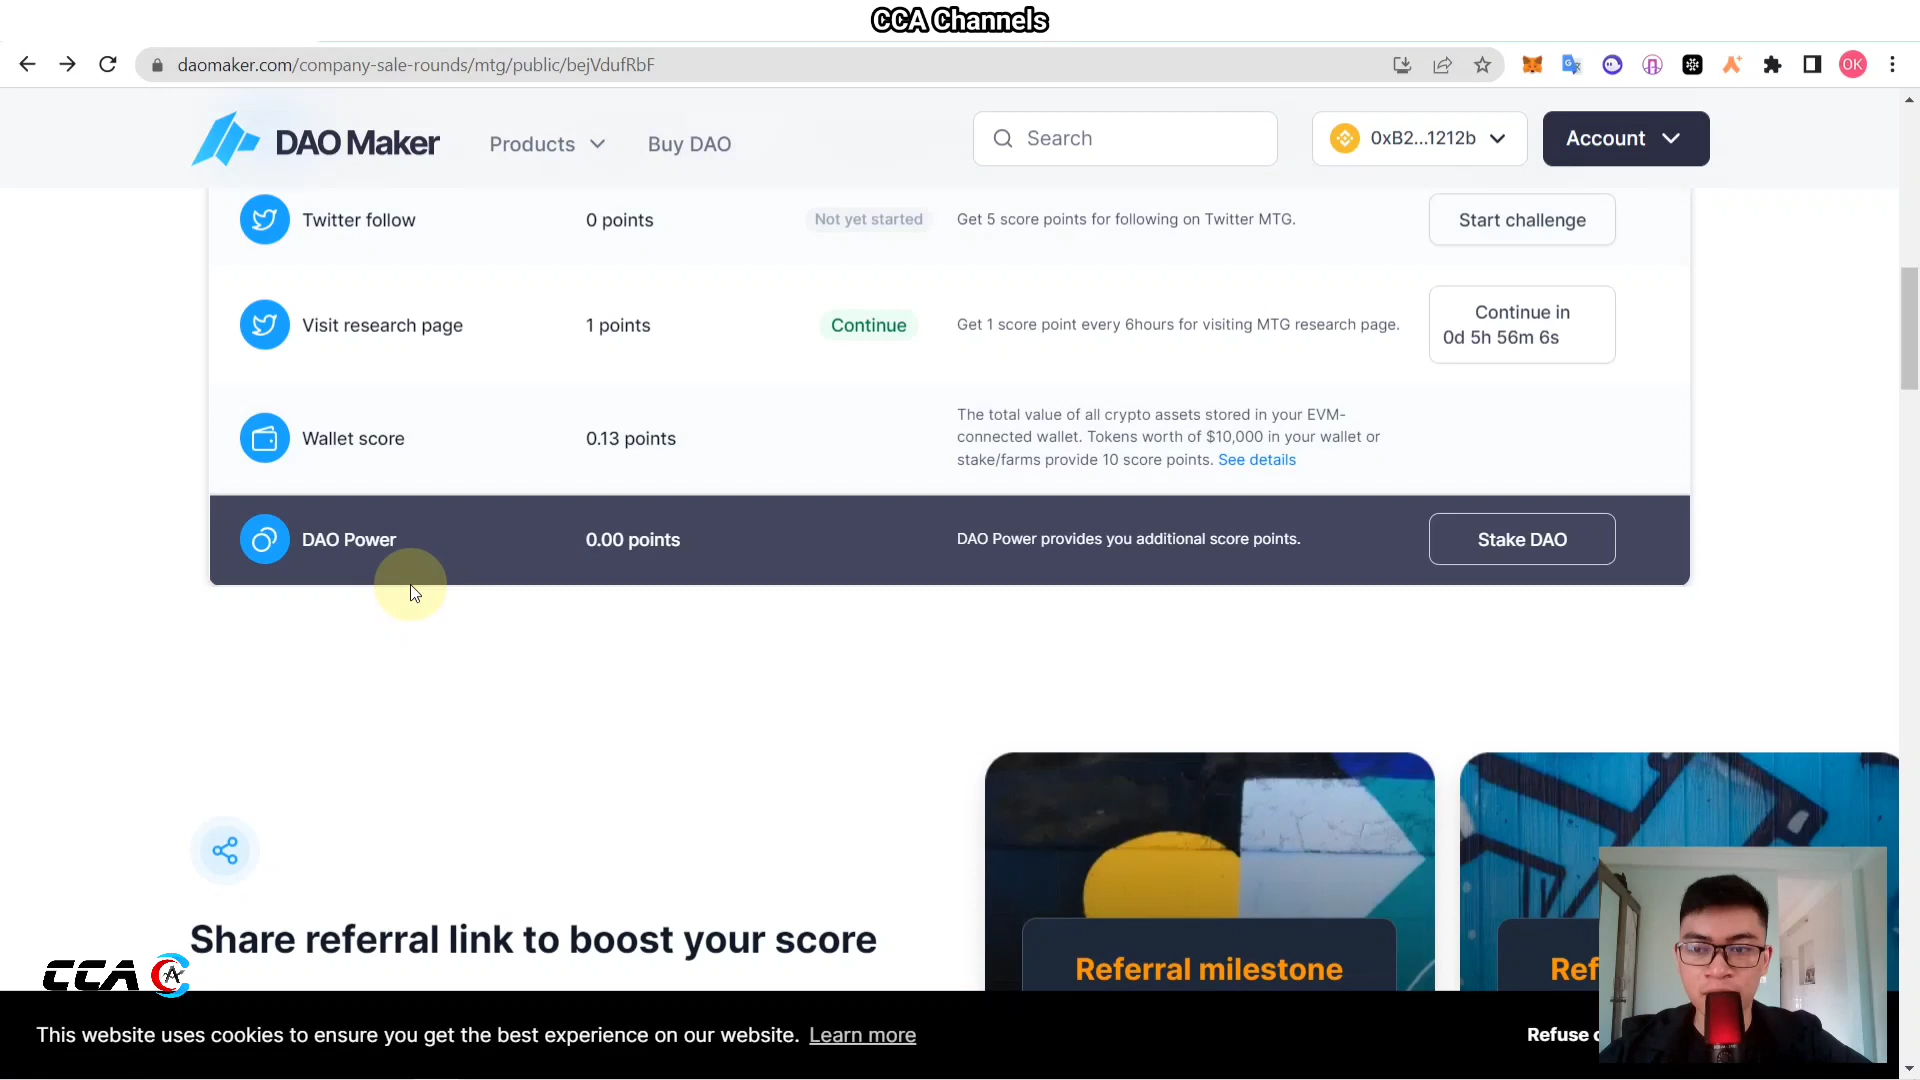 CCA Channels
daomaker.com/company-sale-rounds/mtg/public/bejVdufRbF
OK
DAO Maker
Products
Buy DAO
Search
0xB2...1212b
Account
Twitter follow
0 points
Not yet started
Get 5 score points for following on Twitter MTG.
Start challenge
Visit research page
1 points
Continue
Get 1 score point every 6hours for visiting MTG research page.
Continue in
0d 5h 56m 6s
Wallet score
0.13 points
The total value of all crypto assets stored in your EVM-
connected wallet. Tokens worth of $10,000 in your wallet or
stake/farms provide 10 score points. See details
DAO Power
0.00 points
DAO Power provides you additional score points.
Stake DAO
Share referral link to boost your score
Referral milestone
Ref
CCA
This website uses cookies to ensure you get the best experience on our website. Learn more
Refuse